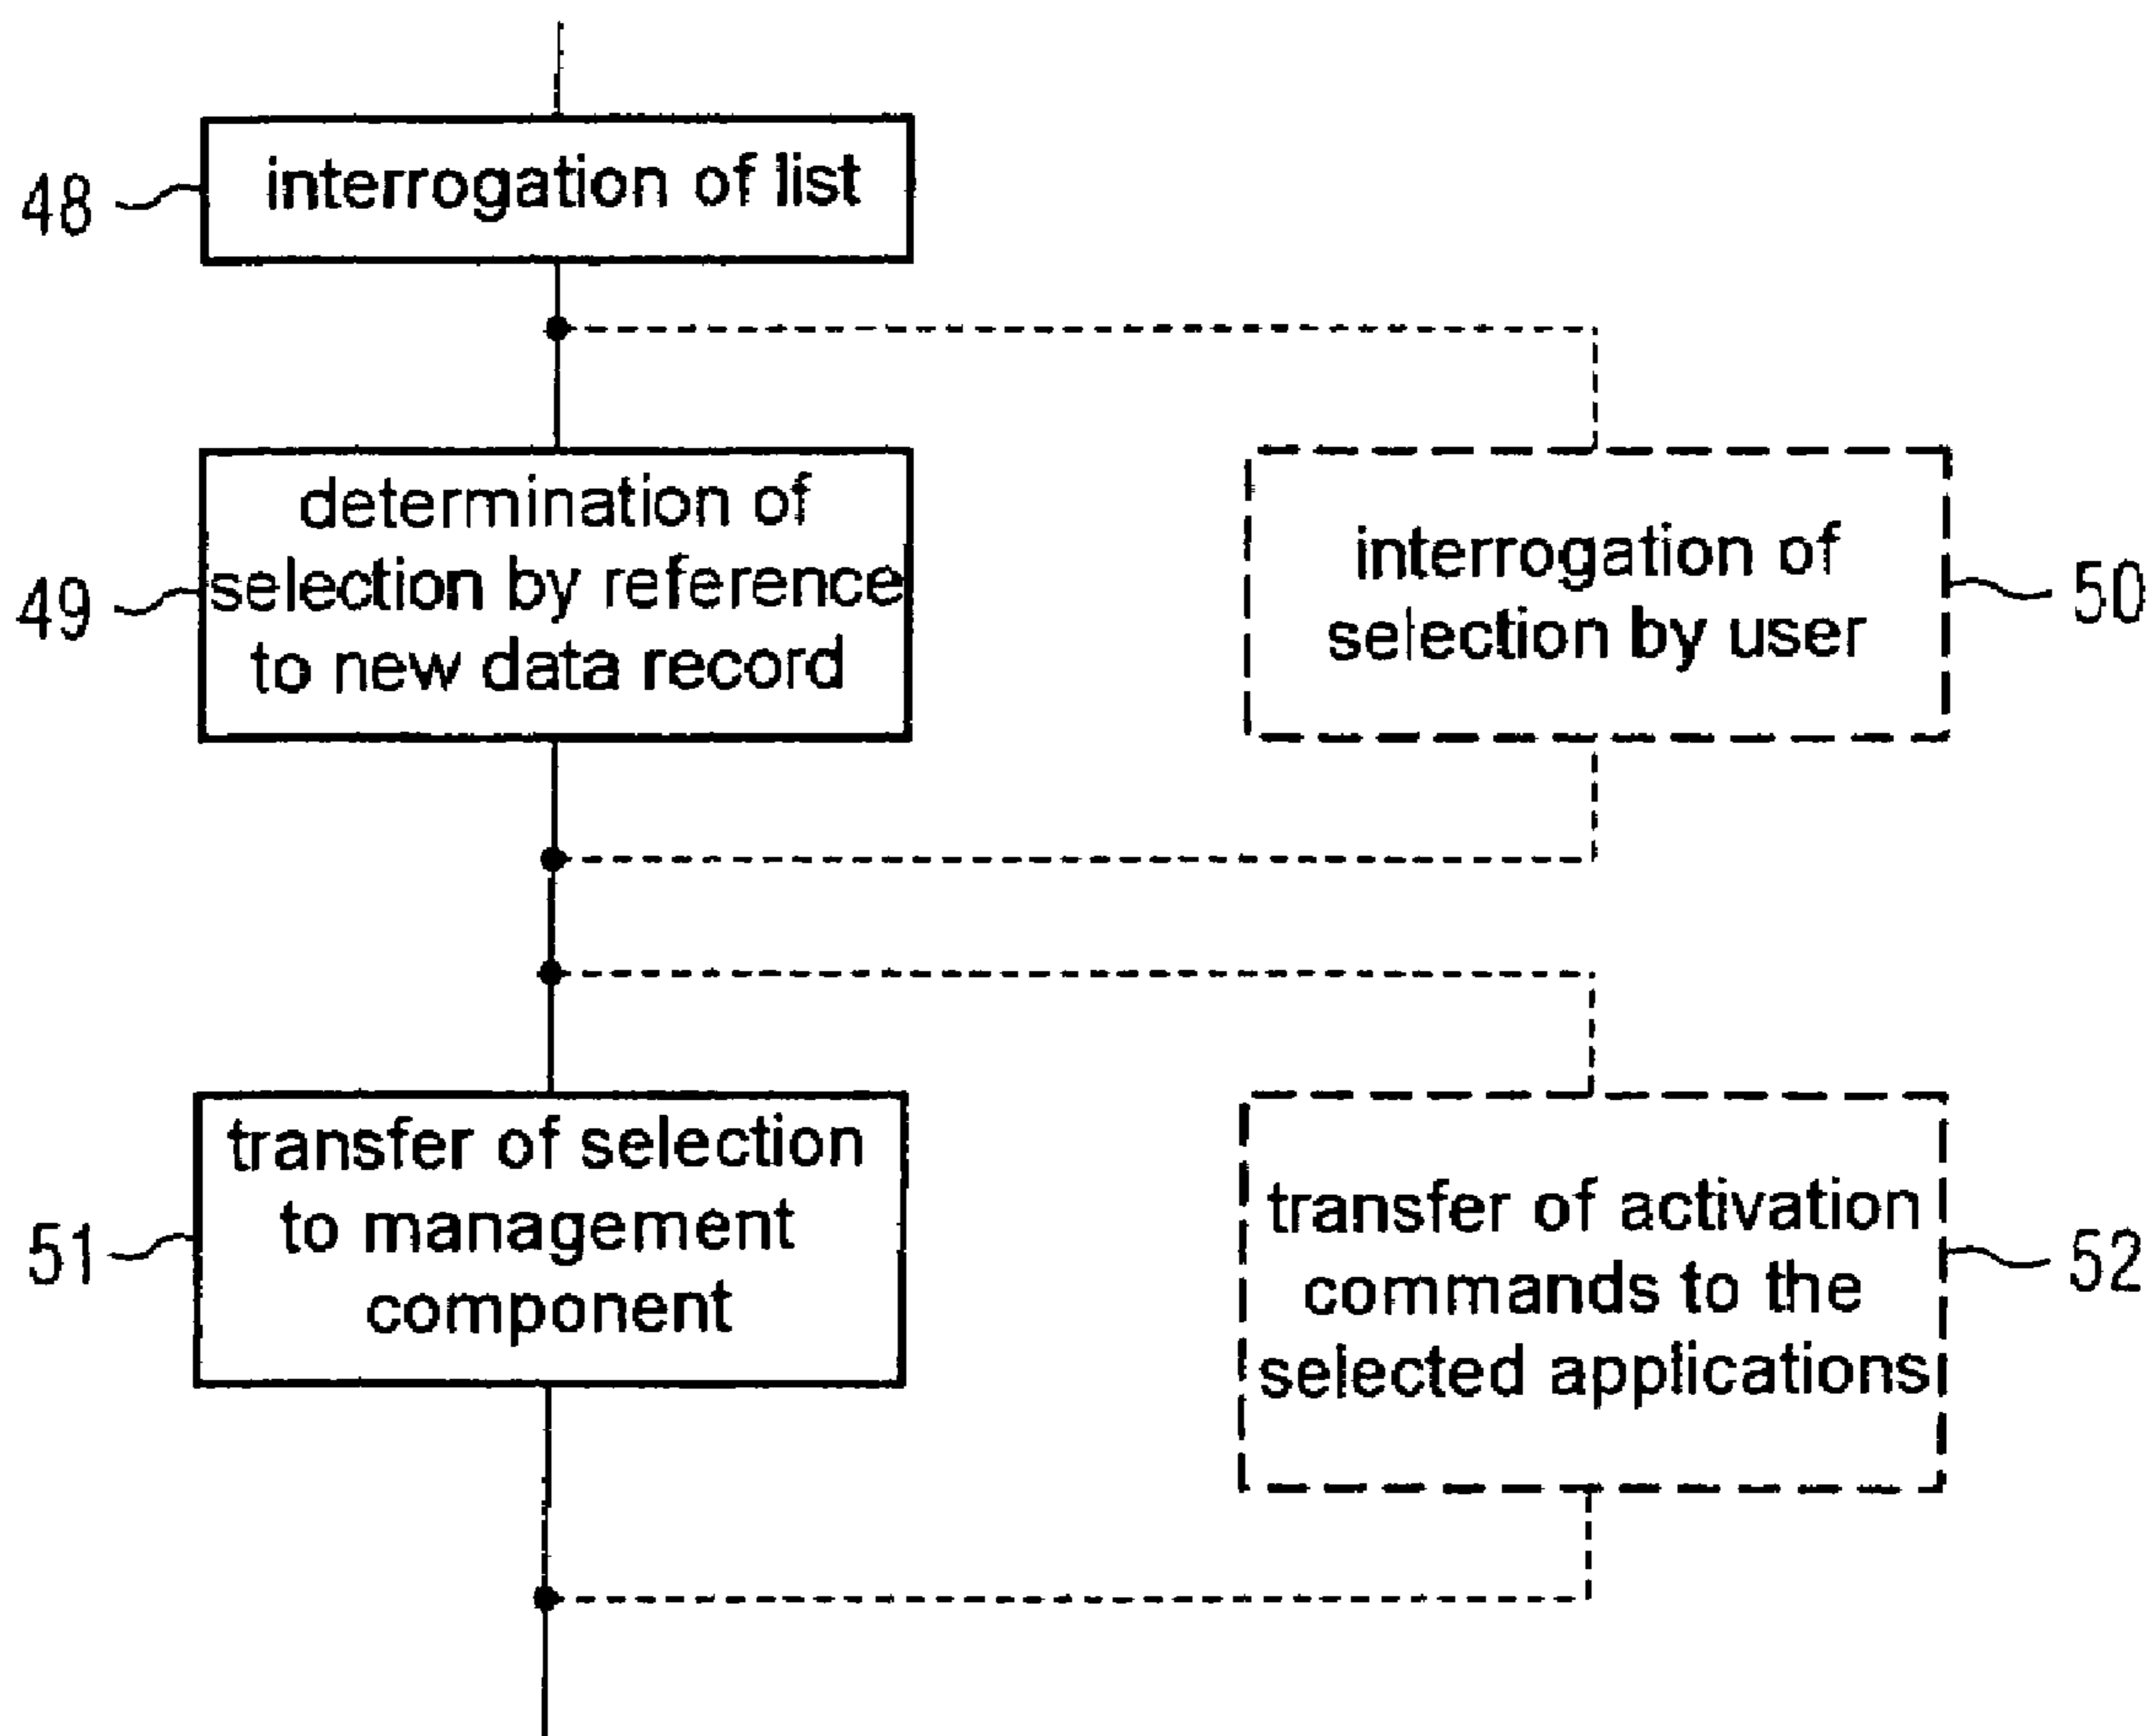 48
interrogation of list
49
determination of
selection by reference
to new data record
interrogation of
selection by user
50
51
transfer of selection
to management
component
transfer of activation
commands to the
selected applications
52